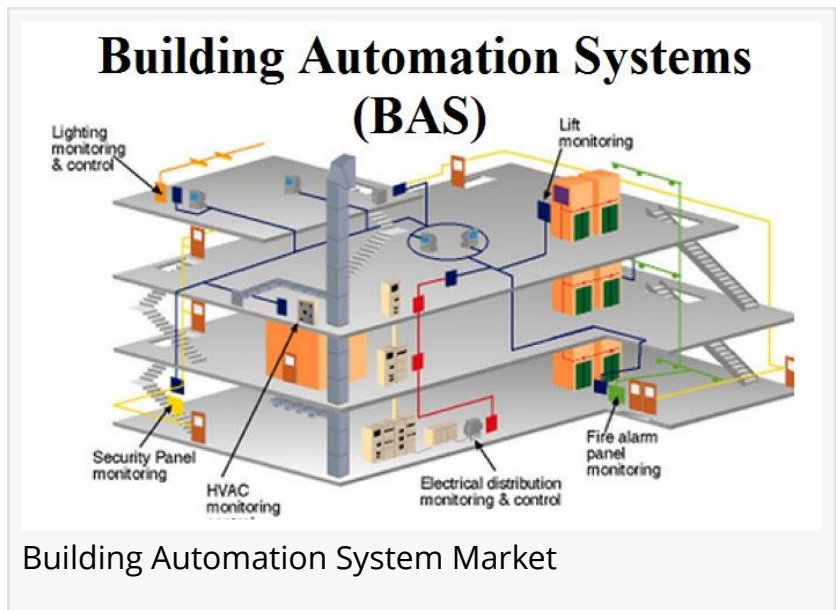 Building Automation Systems
(BAS)
Lighting
monitoring
& control
Lift
monitoring
Security Panel
monitoring
HVAC
monitoring
Electrical distribution
monitoring & control
Fire alarm
panel
monitoring
Building Automation System Market